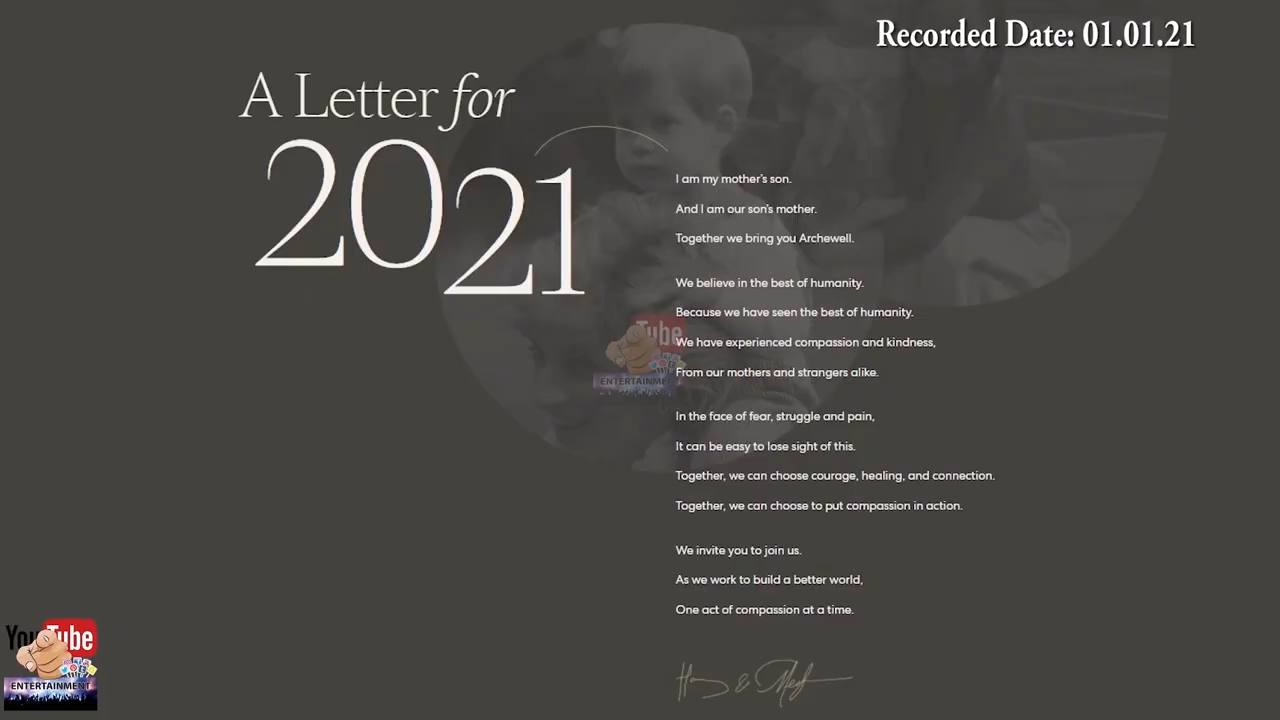 Recorded Date: 01.01.21
A Letter for
2021
I am my mother's son.
And I am our son's mother.
Together we bring you Archewell.
We believe in the best of humanity.
Because we have seen the best of humanity.
We have experienced compassion and kindness,
From our mothers and strangers alike.
In the face of fear, struggle and pain,
It can be easy to lose sight of this.
Together, we can choose courage, healing, and connection.
Together, we can choose to put compassion in action.
We invite you to join us.
As we work to build a better world,
One act of compassion at a time.
Harry & Meghan
Tube
ENTERTAINMENT
YouTube
ENTERTAINMENT